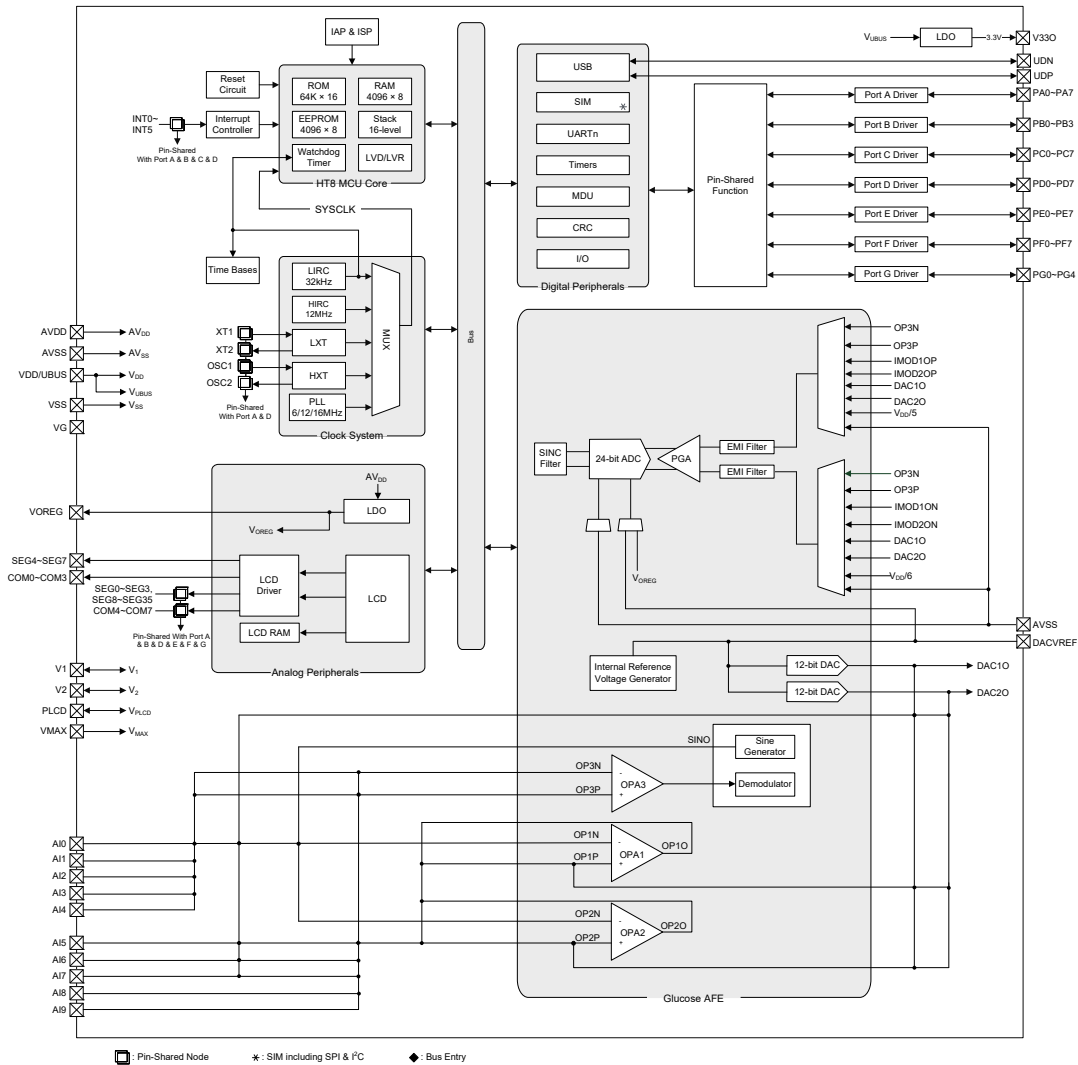 IAP & ISP
Reset
Circuit
INT0~
INT5
Interrupt
Controller
Pin-Shared
With Port A & B & C & D
ROM
64K × 16
RAM
4096 × 8
EEPROM
4096 × 8
Stack
16-level
Watchdog
Timer
LVD/LVR
HT8 MCU Core
SYSCLK
Time Bases
LIRC
32kHz
HIRC
12MHz
LXT
HXT
PLL
6/12/16MHz
MUX
Clock System
XT1
XT2
OSC1
OSC2
Pin-Shared
With Port A & D
Bus
USB
SIM
*
UARTn
Timers
MDU
CRC
I/O
Digital Peripherals
Pin-Shared
Function
VUBUS
LDO
3.3V
V33O
UDN
UDP
Port A Driver
PA0~PA7
Port B Driver
PB0~PB3
Port C Driver
PC0~PC7
Port D Driver
PD0~PD7
Port E Driver
PE0~PE7
Port F Driver
PF0~PF7
Port G Driver
PG0~PG4
AVDD
AVDD
AVSS
AVSS
VDD/UBUS
VDD
VUBUS
VSS
VSS
VG
VOREG
AVDD
LDO
VOREG
SEG4~SEG7
COM0~COM3
SEG0~SEG3,
SEG8~SEG35
COM4~COM7
Pin-Shared With Port A
& B & D & E & F & G
LCD
Driver
LCD
LCD RAM
Analog Peripherals
V1
V1
V2
V2
PLCD
VPLCD
VMAX
VMAX
OP3N
OP3P
IMOD1OP
IMOD2OP
DAC1O
DAC2O
VDD/5
SINC
Filter
24-bit ADC
PGA
EMI Filter
EMI Filter
OP3N
OP3P
IMOD1ON
IMOD2ON
DAC1O
DAC2O
VDD/6
VOREG
AVSS
DACVREF
Internal Reference
Voltage Generator
12-bit DAC
DAC1O
12-bit DAC
DAC2O
SINO
Sine
Generator
Demodulator
OP3N
OP3P
-
+
OPA3
OP1N
OP1P
-
+
OPA1
OP1O
OP2N
OP2P
-
+
OPA2
OP2O
Glucose AFE
AI0
AI1
AI2
AI3
AI4
AI5
AI6
AI7
AI8
AI9
: Pin-Shared Node
* : SIM including SPI & I²C
: Bus Entry